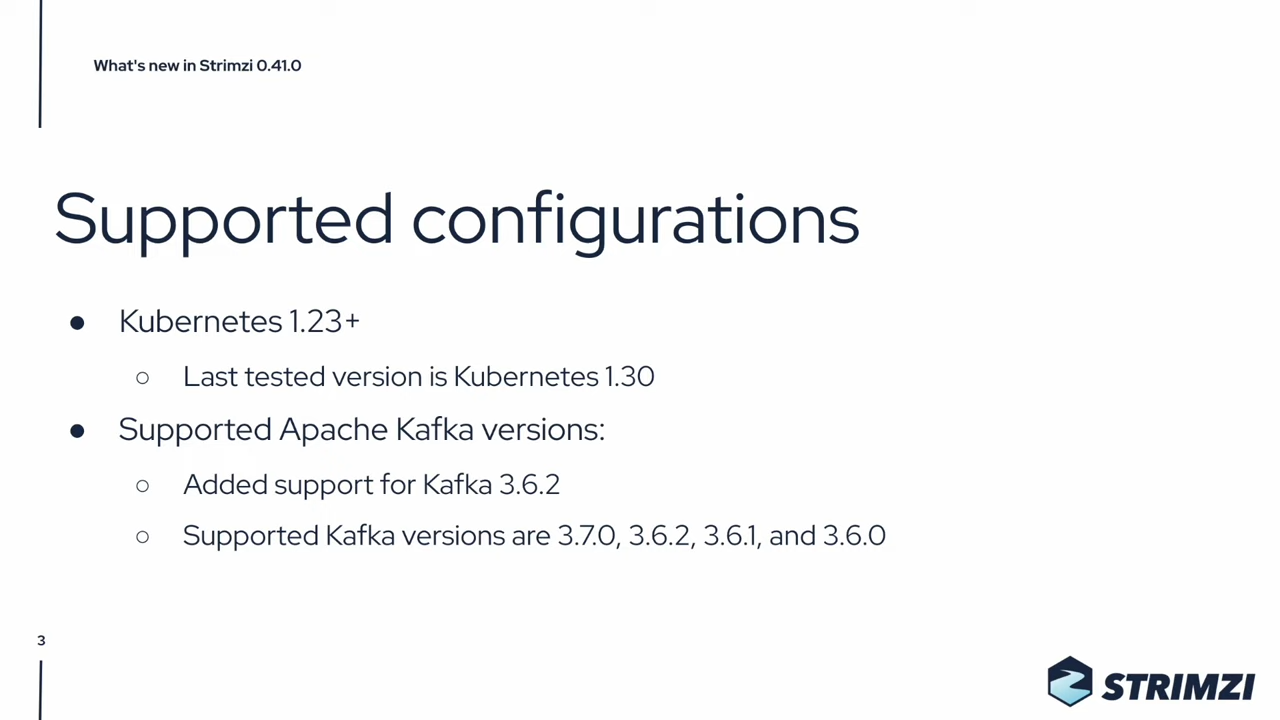 What's new in Strimzi 0.41.0
Supported configurations
● Kubernetes 1.23+
○ Last tested version is Kubernetes 1.30
● Supported Apache Kafka versions:
○ Added support for Kafka 3.6.2
○ Supported Kafka versions are 3.7.0, 3.6.2, 3.6.1, and 3.6.0
3
STRIMZI